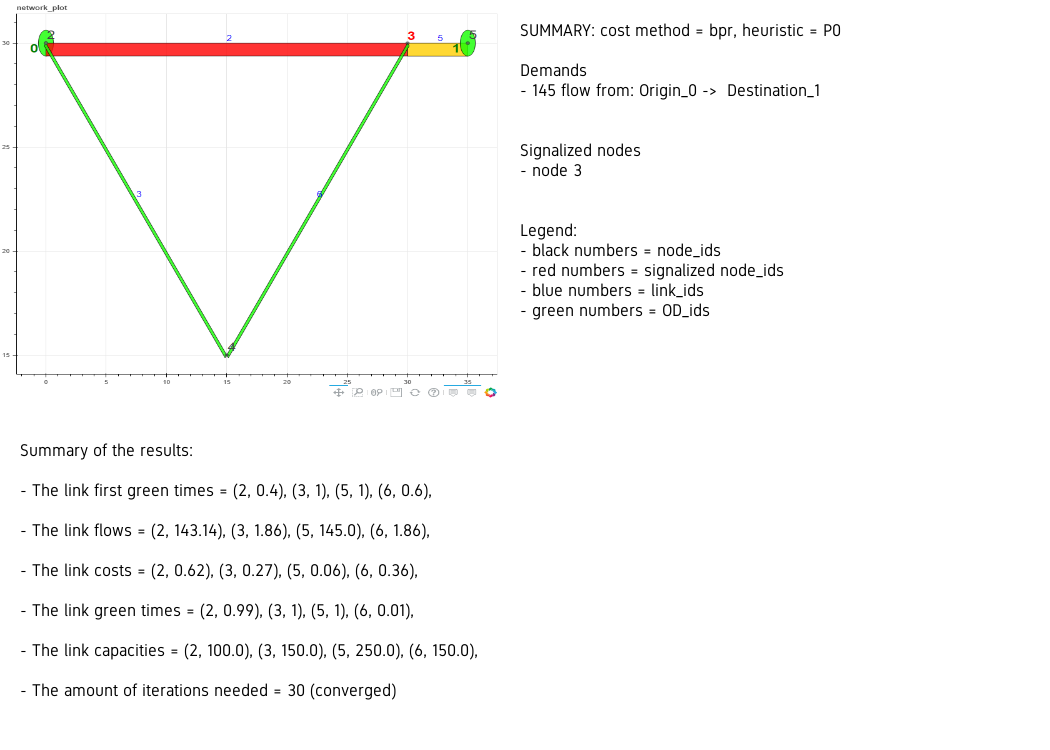 network_plot
2
5
3
30
2
5
0
1
25
3
6
20
4
15
0
5
10
15
20
25
30
35
SUMMARY: cost method = bpr, heuristic = P0
Demands
- 145 flow from: Origin_0 -> Destination_1
Signalized nodes
- node 3
Legend:
- black numbers = node_ids
- red numbers = signalized node_ids
- blue numbers = link_ids
- green numbers = OD_ids
Summary of the results:
- The link first green times = (2, 0.4), (3, 1), (5, 1), (6, 0.6),
- The link flows = (2, 143.14), (3, 1.86), (5, 145.0), (6, 1.86),
- The link costs = (2, 0.62), (3, 0.27), (5, 0.06), (6, 0.36),
- The link green times = (2, 0.99), (3, 1), (5, 1), (6, 0.01),
- The link capacities = (2, 100.0), (3, 150.0), (5, 250.0), (6, 150.0),
- The amount of iterations needed = 30 (converged)